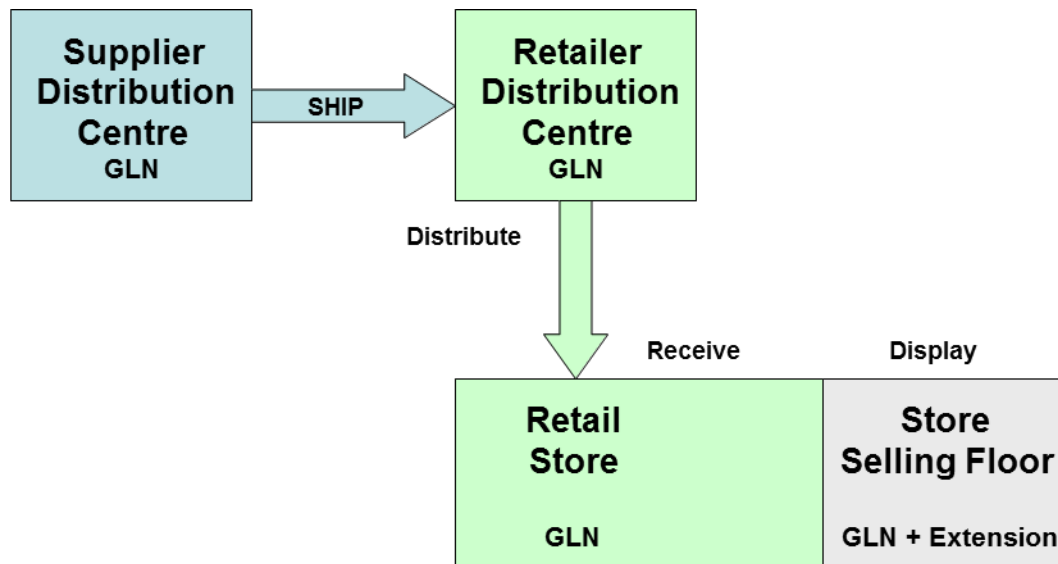 Supplier
Distribution
Centre
GLN
SHIP
Retailer
Distribution
Centre
GLN
Distribute
Receive
Display
Retail
Store
GLN
Store
Selling Floor
GLN + Extension